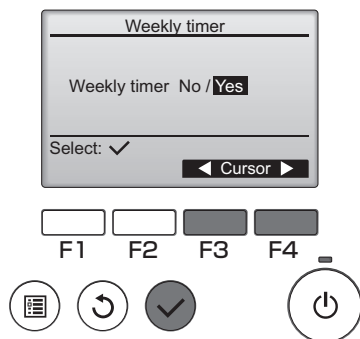 Weekly timer
Weekly timer No / Yes
Select: ✓
◀ Cursor ▶
F1 F2 F3 F4